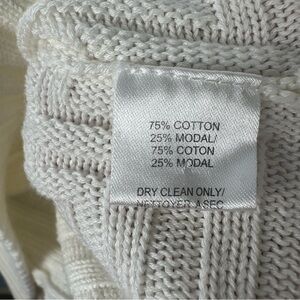 75% COTTON
25% MODAL/
75% COTON
25% MODAL
DRY CLEAN ONLY/
NETTOYER A SEC